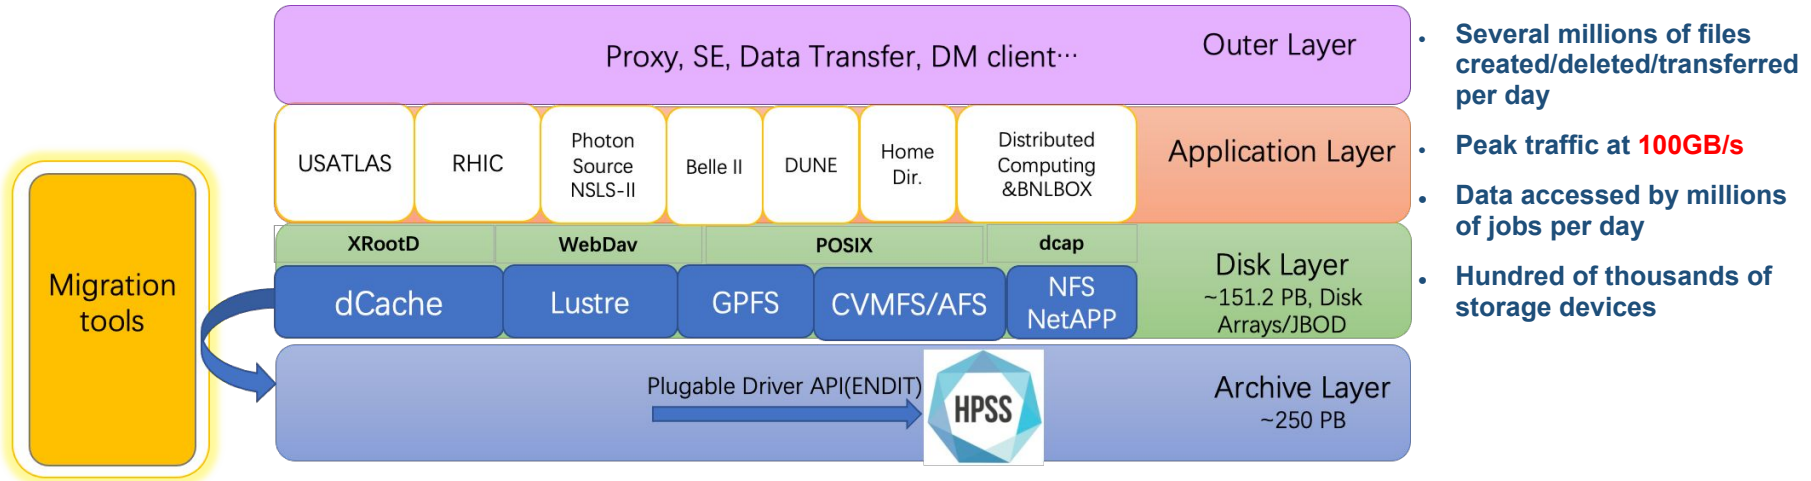 Proxy, SE, Data Transfer, DM client...
Outer Layer
USATLAS
RHIC
Photon
Source
NSLS-II
Belle II
DUNE
Home
Dir.
Distributed
Computing
&BNLBOX
Application Layer
XRootD
WebDav
POSIX
dcap
dCache
Lustre
GPFS
CVMFS/AFS
NFS
NetAPP
Disk Layer
~151.2 PB, Disk
Arrays/JBOD
Migration
tools
Plugable Driver API(ENDIT)
HPSS
Archive Layer
~250 PB
• Several millions of files
created/deleted/transferred
per day
• Peak traffic at 100GB/s
• Data accessed by millions
of jobs per day
• Hundred of thousands of
storage devices